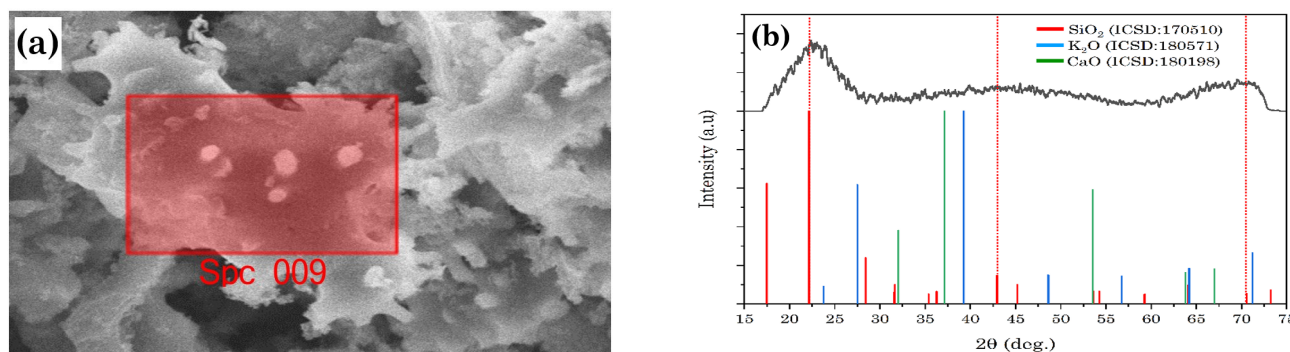 (a)
Spc 009
(b)
SiO₂ (ICSD:170510)
K₂O (ICSD:180571)
CaO (ICSD:180198)
Intensity (a.u)
15 20 25 30 35 40 45 50 55 60 65 70 75
2θ (deg.)